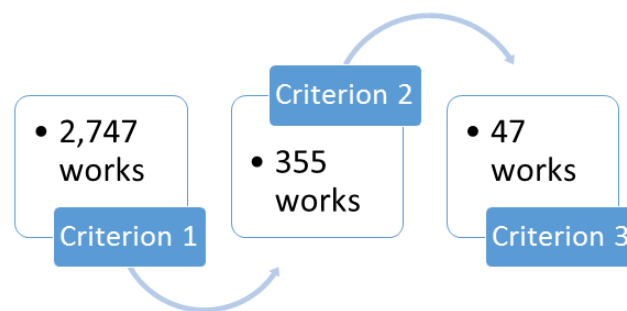 • 2,747
works
Criterion 1
Criterion 2
• 355
works
• 47
works
Criterion 3